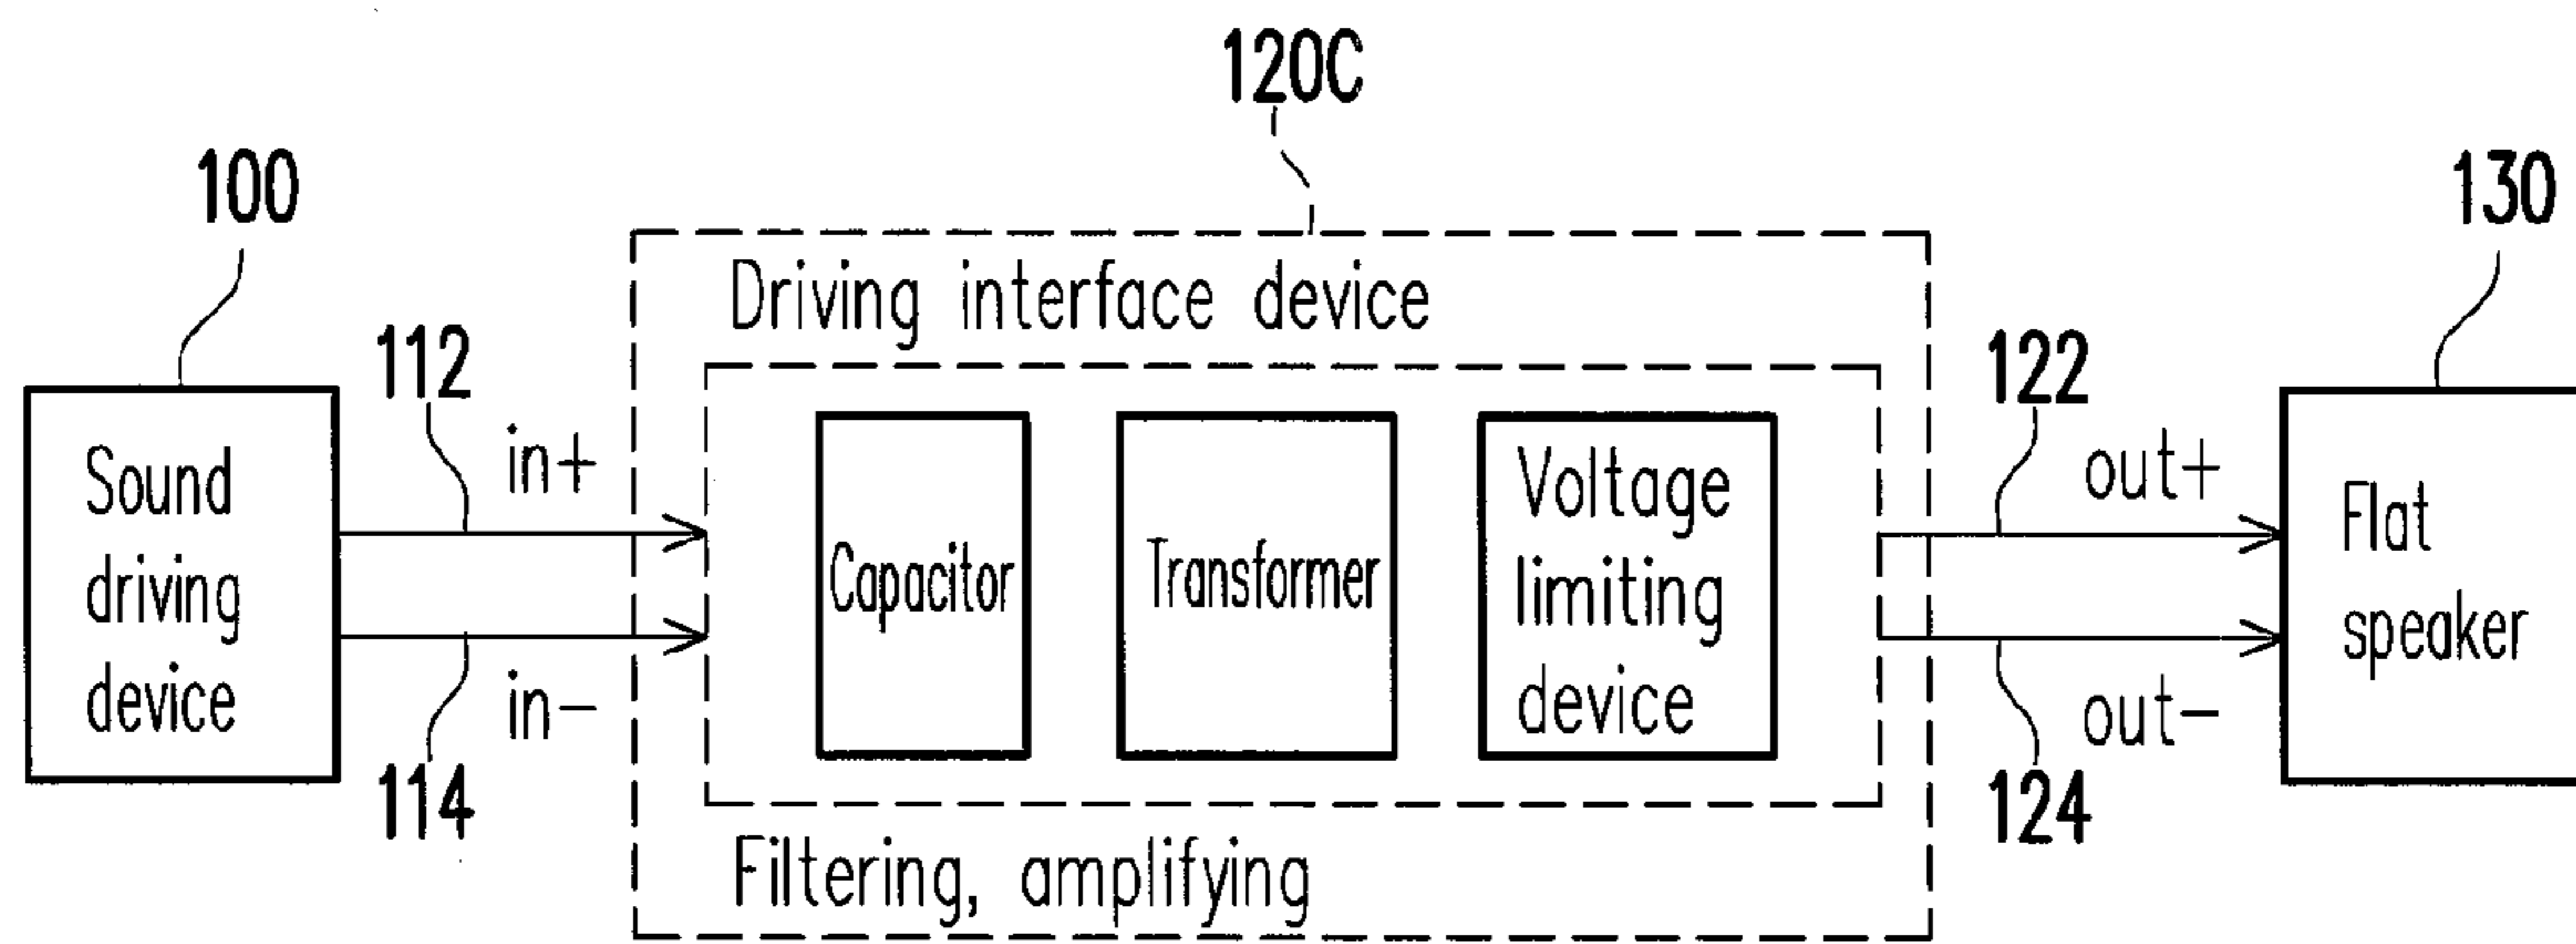 120C
100
130
Driving interface device
112
122
in+
out+
Sound
driving
device
Capacitor
Transformer
Voltage
limiting
device
Flat
speaker
in-
out-
114
124
Filtering, amplifying